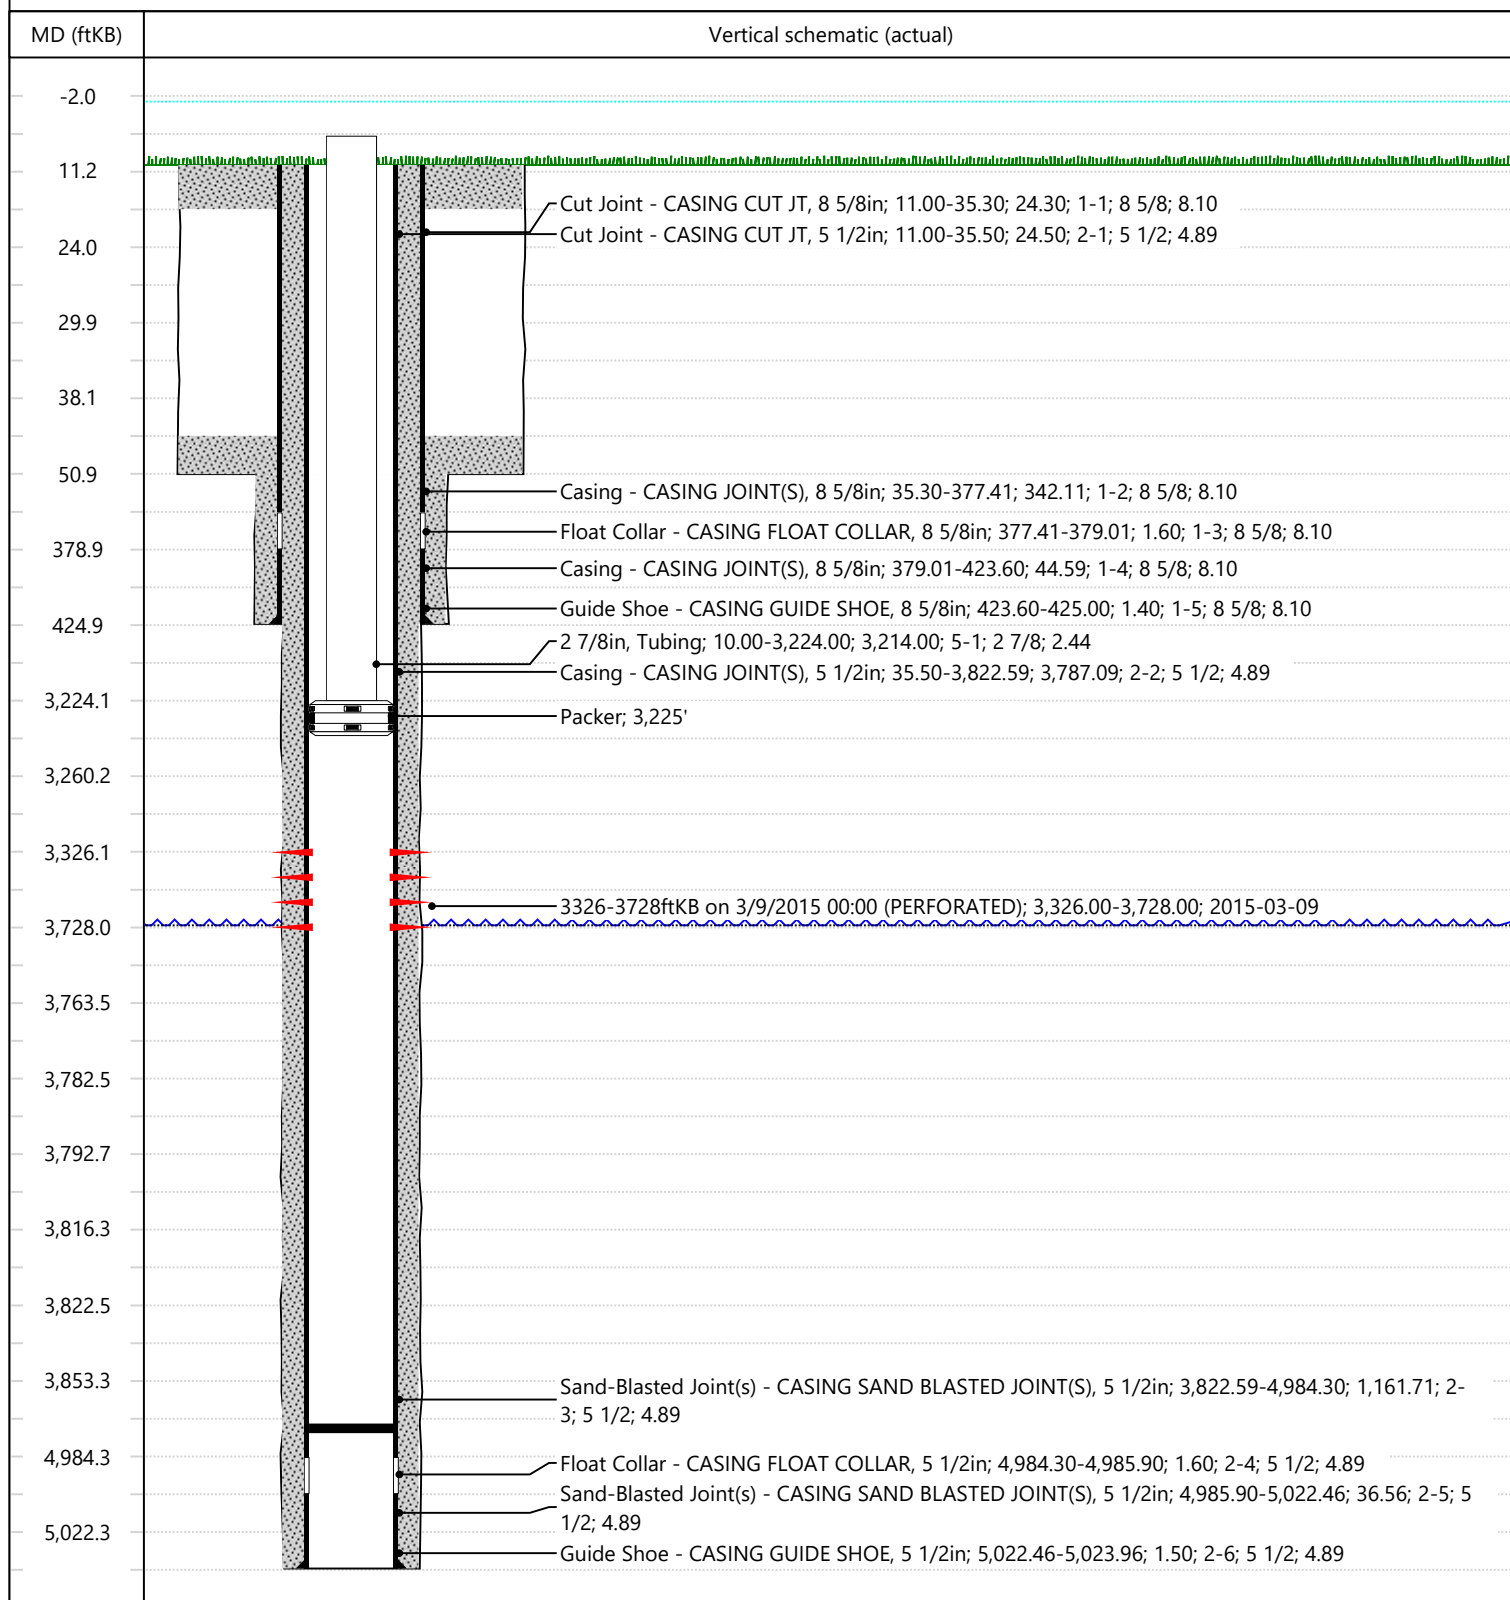 MD (ftKB)
Vertical schematic (actual)
-2.0
11.2
Cut Joint - CASING CUT JT, 8 5/8in; 11.00-35.30; 24.30; 1-1; 8 5/8; 8.10
Cut Joint - CASING CUT JT, 5 1/2in; 11.00-35.50; 24.50; 2-1; 5 1/2; 4.89
24.0
29.9
38.1
50.9
Casing - CASING JOINT(S), 8 5/8in; 35.30-377.41; 342.11; 1-2; 8 5/8; 8.10
Float Collar - CASING FLOAT COLLAR, 8 5/8in; 377.41-379.01; 1.60; 1-3; 8 5/8; 8.10
378.9
Casing - CASING JOINT(S), 8 5/8in; 379.01-423.60; 44.59; 1-4; 8 5/8; 8.10
Guide Shoe - CASING GUIDE SHOE, 8 5/8in; 423.60-425.00; 1.40; 1-5; 8 5/8; 8.10
424.9
2 7/8in, Tubing; 10.00-3,224.00; 3,214.00; 5-1; 2 7/8; 2.44
Casing - CASING JOINT(S), 5 1/2in; 35.50-3,822.59; 3,787.09; 2-2; 5 1/2; 4.89
3,224.1
Packer; 3,225'
3,260.2
3,326.1
3326-3728ftKB on 3/9/2015 00:00 (PERFORATED); 3,326.00-3,728.00; 2015-03-09
3,728.0
3,763.5
3,782.5
3,792.7
3,816.3
3,822.5
3,853.3
Sand-Blasted Joint(s) - CASING SAND BLASTED JOINT(S), 5 1/2in; 3,822.59-4,984.30; 1,161.71; 2-
3; 5 1/2; 4.89
4,984.3
Float Collar - CASING FLOAT COLLAR, 5 1/2in; 4,984.30-4,985.90; 1.60; 2-4; 5 1/2; 4.89
Sand-Blasted Joint(s) - CASING SAND BLASTED JOINT(S), 5 1/2in; 4,985.90-5,022.46; 36.56; 2-5; 5
1/2; 4.89
5,022.3
Guide Shoe - CASING GUIDE SHOE, 5 1/2in; 5,022.46-5,023.96; 1.50; 2-6; 5 1/2; 4.89